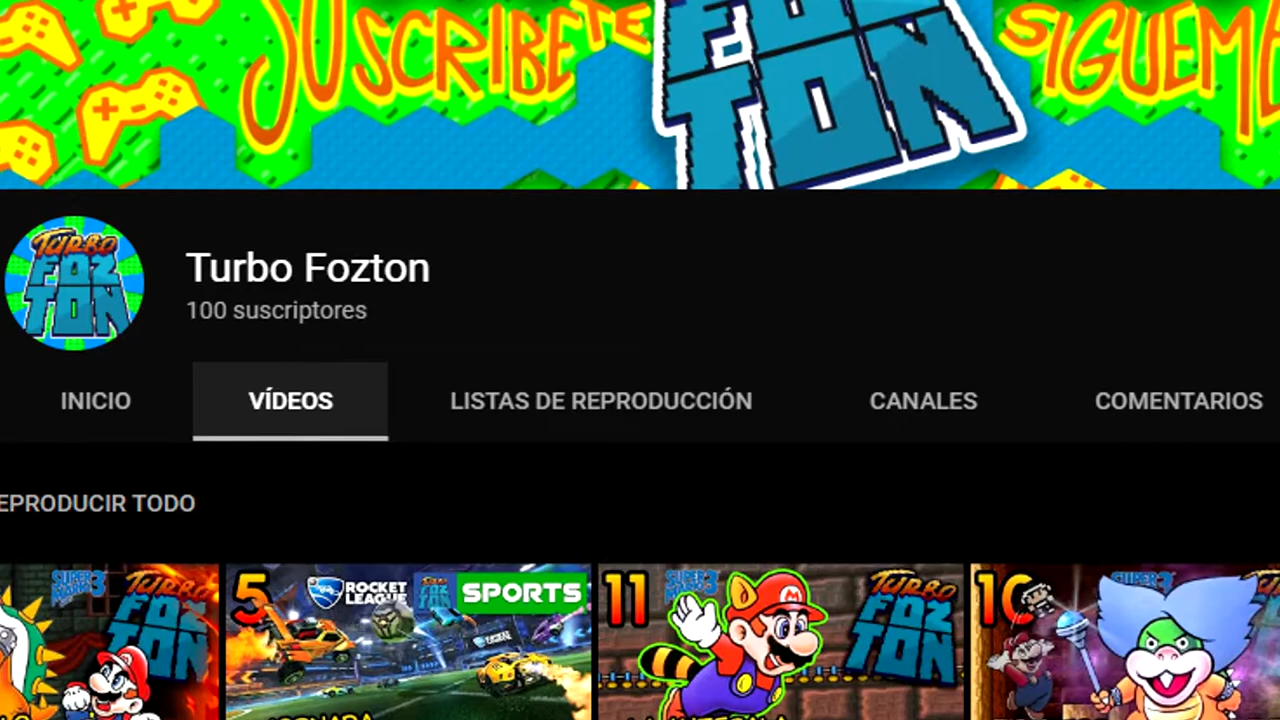 SUSCRIBETE
FOZ
TON
SIGUEME
TURBO
FOZ
TON
Turbo Fozton
100 suscriptores
INICIO
VÍDEOS
LISTAS DE REPRODUCCIÓN
CANALES
COMENTARIOS
EPRODUCIR TODO
SUPER
MARIO 3
TURBO
FOZ
TON
5
ROCKET
LEAGUE
SPORTS
JORNADA
11
SUPER
MARIO 3
TURBO
FOZ
TON
10
SUPER 3